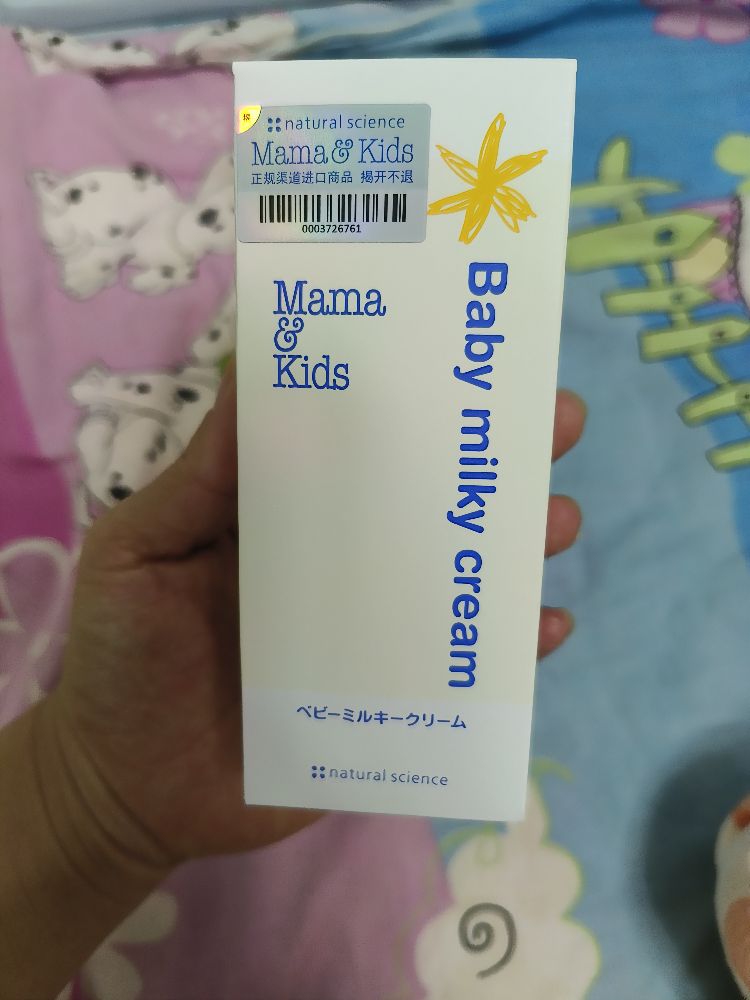 natural science
Mama & Kids
正规渠道进口商品 揭开不退
0003726761
Mama
&
Kids
Baby milky cream
ベビーミルキークリーム
natural science